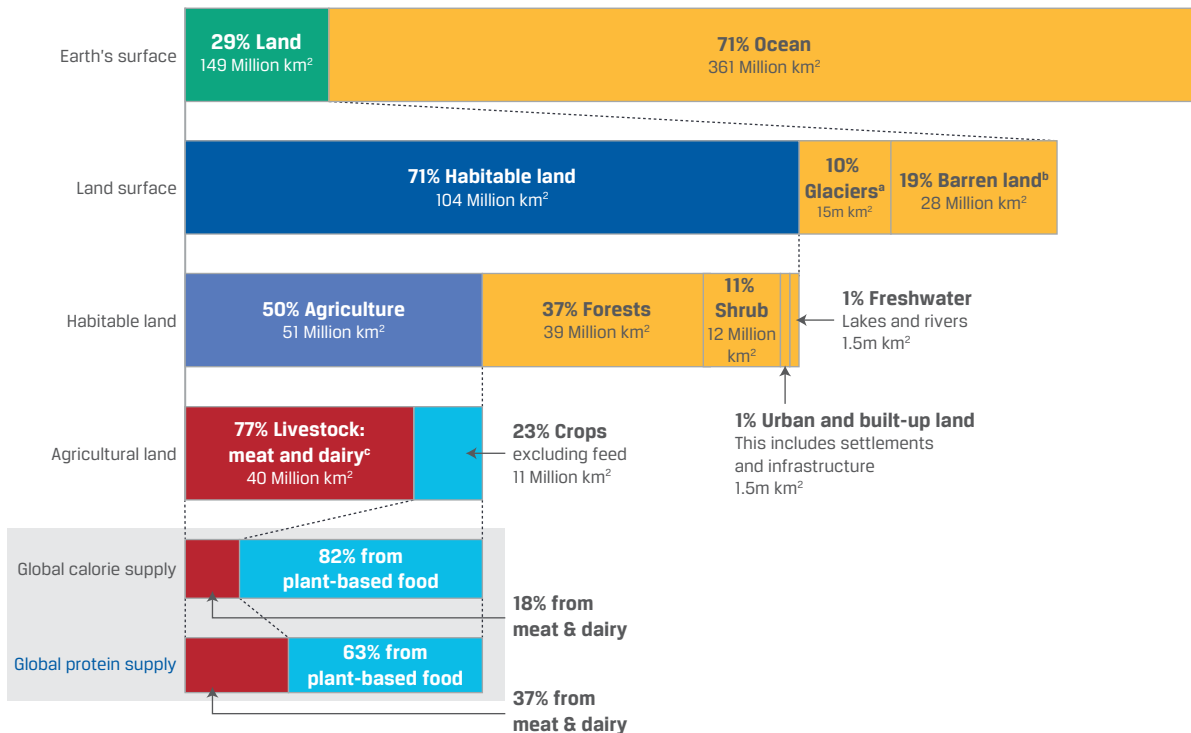 Earth's surface
29% Land
149 Million km²
71% Ocean
361 Million km²
Land surface
71% Habitable land
104 Million km²
10%
Glaciersᵃ
15m km²
19% Barren landᵇ
28 Million km²
Habitable land
50% Agriculture
51 Million km²
37% Forests
39 Million km²
11%
Shrub
12 Million
km²
1% Freshwater
Lakes and rivers
1.5m km²
1% Urban and built-up land
This includes settlements
and infrastructure
1.5m km²
Agricultural land
77% Livestock:
meat and dairyᶜ
40 Million km²
23% Crops
excluding feed
11 Million km²
Global calorie supply
82% from
plant-based food
18% from
meat & dairy
Global protein supply
63% from
plant-based food
37% from
meat & dairy